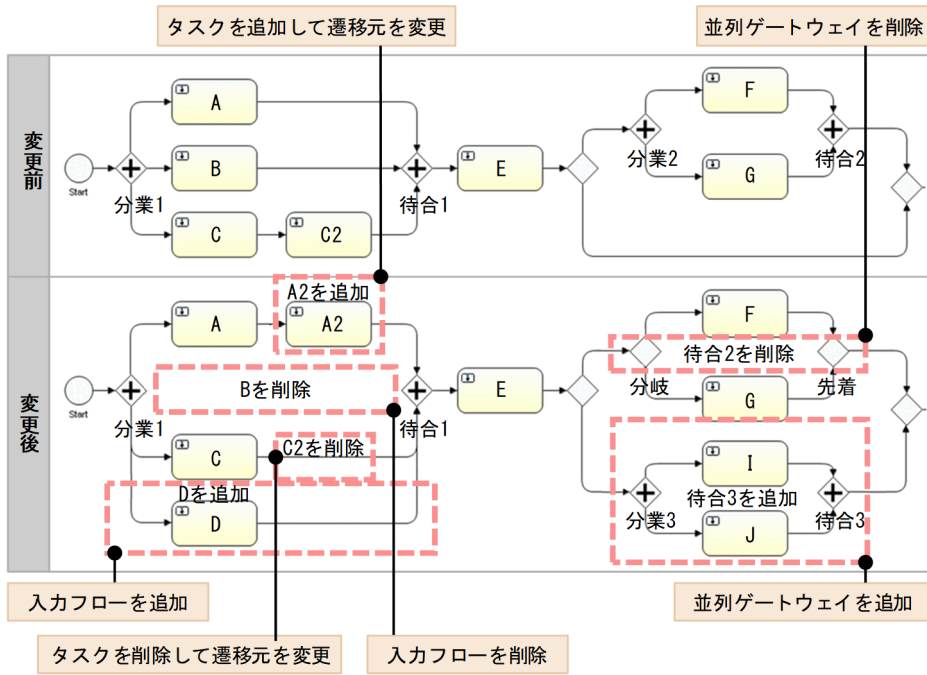 タスクを追加して遷移元を変更
並列ゲートウェイを削除
変更前
Start
分業1
A
B
C
C2
待合1
E
分業2
F
G
待合2
変更後
Start
分業1
A
A2を追加
A2
Bを削除
C
C2を削除
Dを追加
D
待合1
E
分岐
F
待合2を削除
G
先着
分業3
I
待合3を追加
J
待合3
入力フローを追加
並列ゲートウェイを追加
タスクを削除して遷移元を変更
入力フローを削除